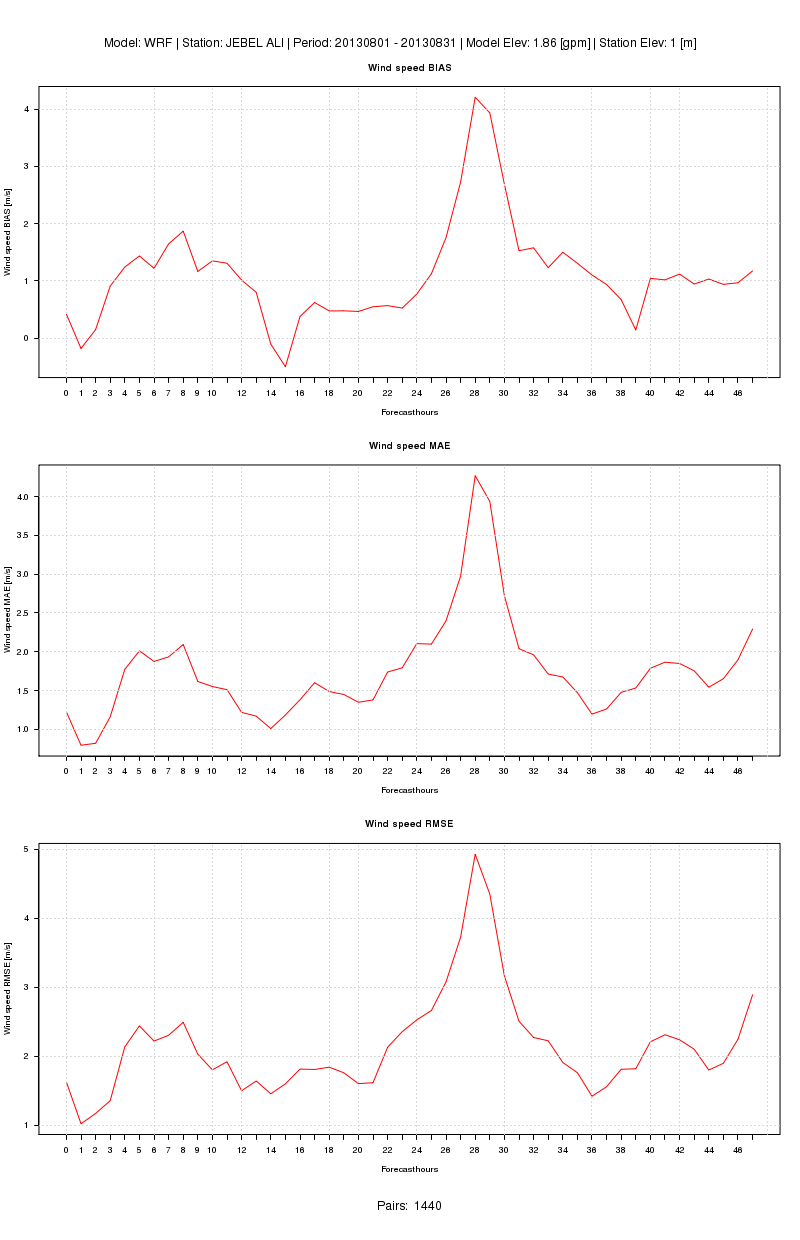 Model: WRF | Station: JEBEL ALI | Period: 20130801 - 20130831 | Model Elev: 1.86 [gpm] | Station Elev: 1 [m]
Wind speed BIAS
Wind speed BIAS [m/s]
4
3
2
1
0
0 1 2 3 4 5 6 7 8 9 10 12 14 16 18 20 22 24 26 28 30 32 34 36 38 40 42 44 46
Forecasthours
Wind speed MAE
Wind speed MAE [m/s]
4.0
3.5
3.0
2.5
2.0
1.5
1.0
0 1 2 3 4 5 6 7 8 9 10 12 14 16 18 20 22 24 26 28 30 32 34 36 38 40 42 44 46
Forecasthours
Wind speed RMSE
Wind speed RMSE [m/s]
5
4
3
2
1
0 1 2 3 4 5 6 7 8 9 10 12 14 16 18 20 22 24 26 28 30 32 34 36 38 40 42 44 46
Forecasthours
Pairs: 1440